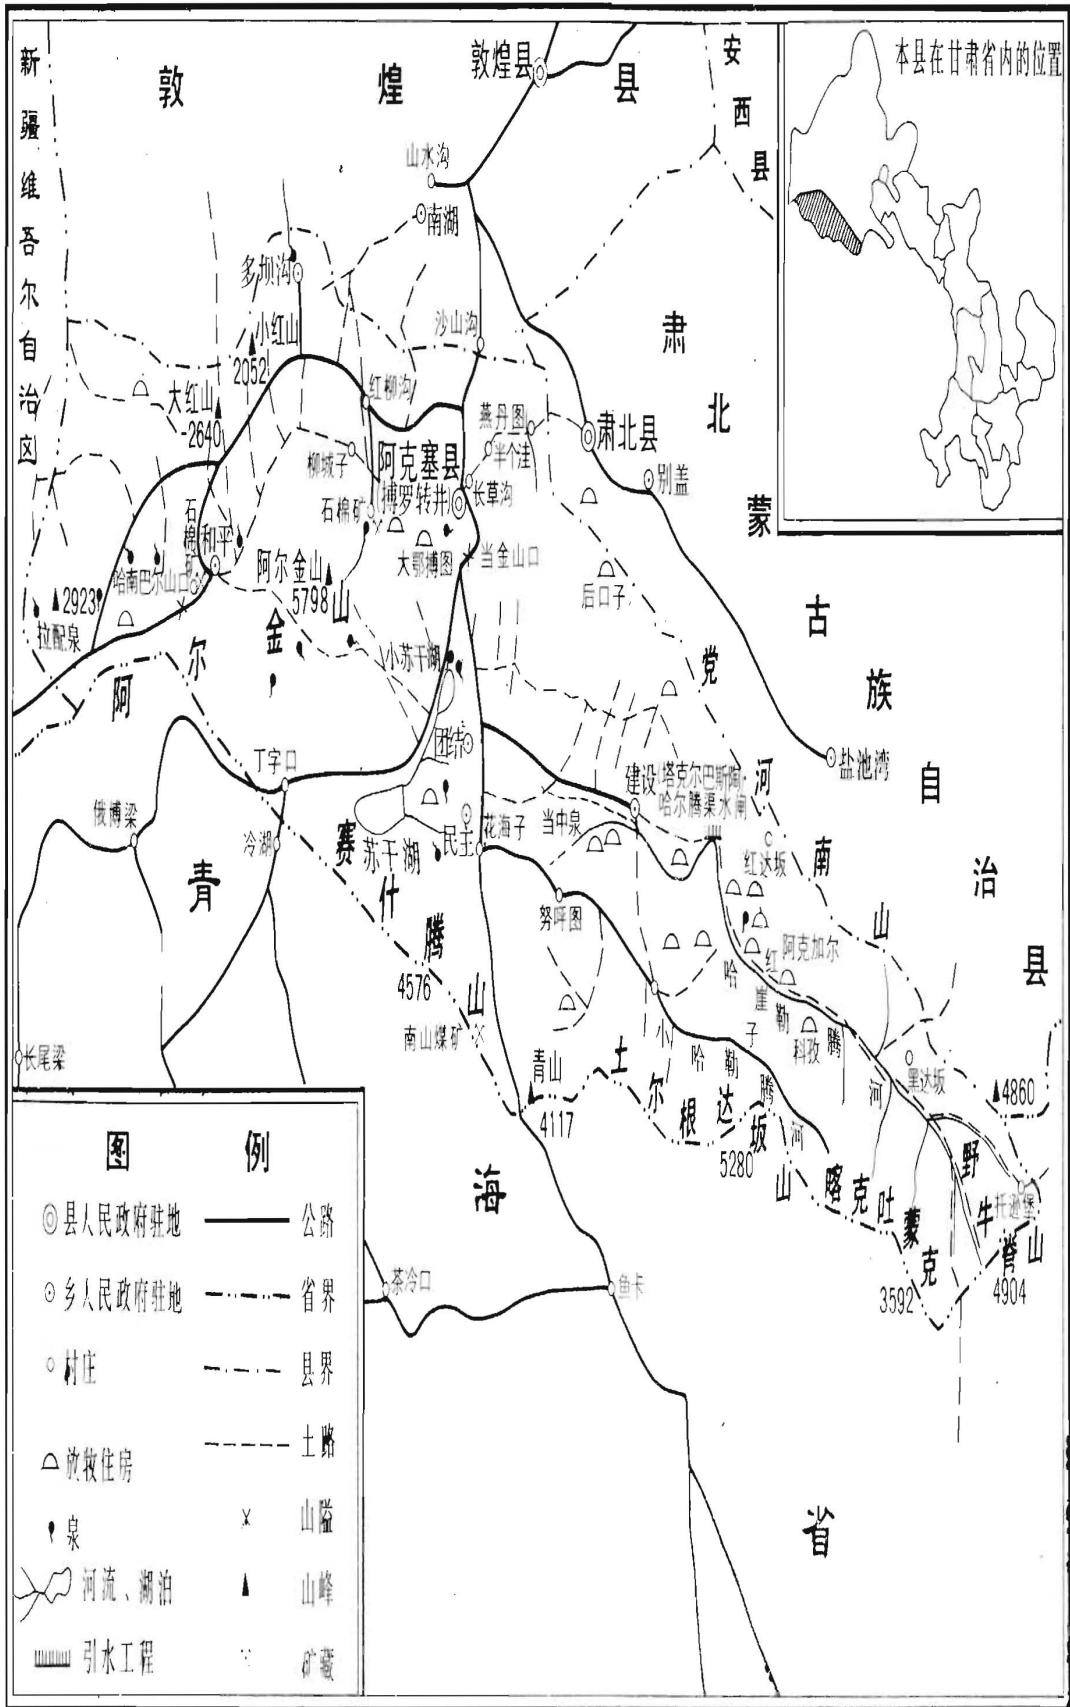 敦煌县
新疆维吾尔自治区
敦煌县
安西县
本县在甘肃省内的位置
山水沟
南湖
多坝沟
小红山
2052
沙山沟
肃北蒙古族自治县
大红山
2640
红柳沟
燕丹图
肃北县
柳城子
阿克塞县
半个洼
别盖
石棉矿
博罗转井
长草沟
石棉矿
和平
阿尔金山
5798
大鄂博图
当金山口
哈南巴尔山口
后口子
2923
拉配泉
阿尔金山
小苏干湖
党河南山
团结
丁字口
盐池湾
建设
塔克尔巴斯陶
哈尔腾渠水闸
俄博梁
冷湖
苏干湖
民主
花海子
当中泉
红达坂
青海省
赛什腾山
努呼图
阿克加尔
4576
红崖子
哈勒腾河
科孜
南山煤矿
小哈勒腾河
长尾梁
青山
4117
土尔根达坂山
黑达坂
4860
5280
喀克吐蒙克
野牛脊山
托逊堡
3592
4904
茶冷口
鱼卡
图例
县人民政府驻地
公路
乡人民政府驻地
省界
村庄
县界
放牧住房
土路
泉
山隘
河流、湖泊
山峰
引水工程
矿藏